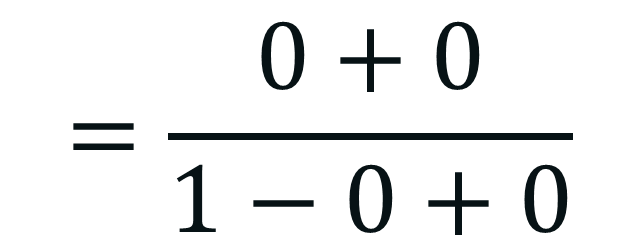 0 + 0
=
1 − 0 + 0